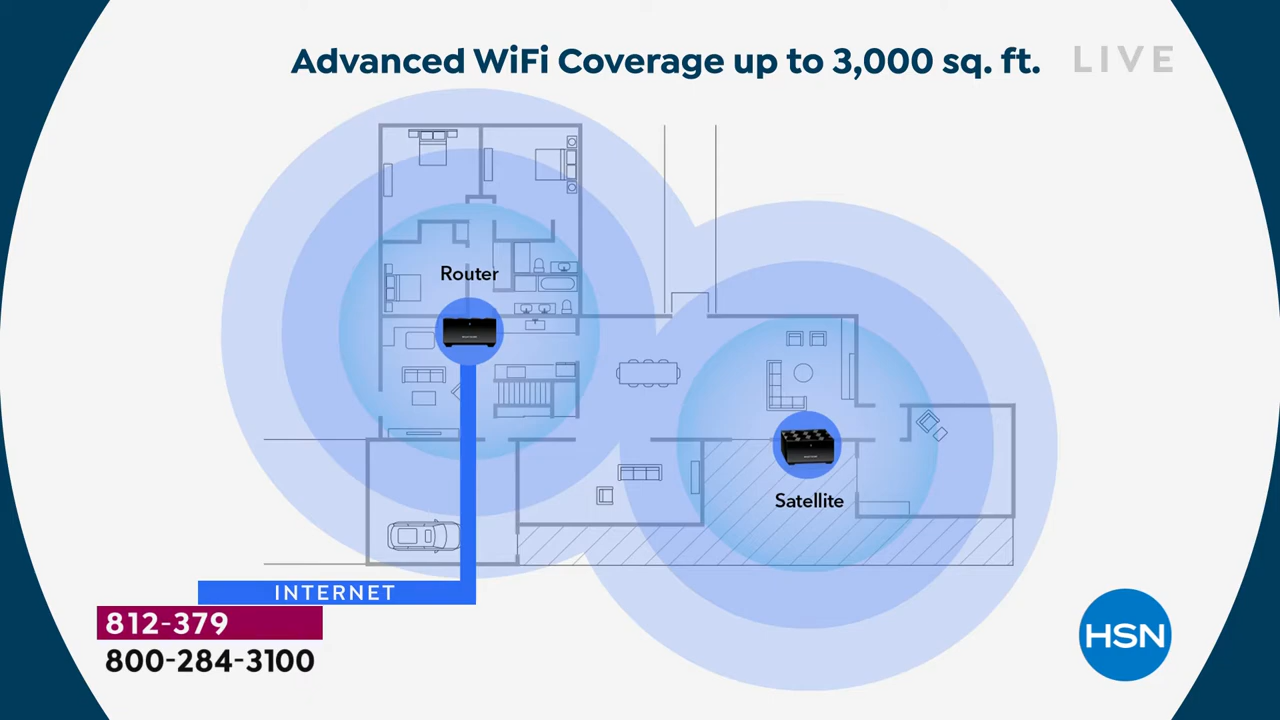 Advanced WiFi Coverage up to 3,000 sq. ft.
LIVE
Router
Satellite
INTERNET
812-379
800-284-3100
HSN